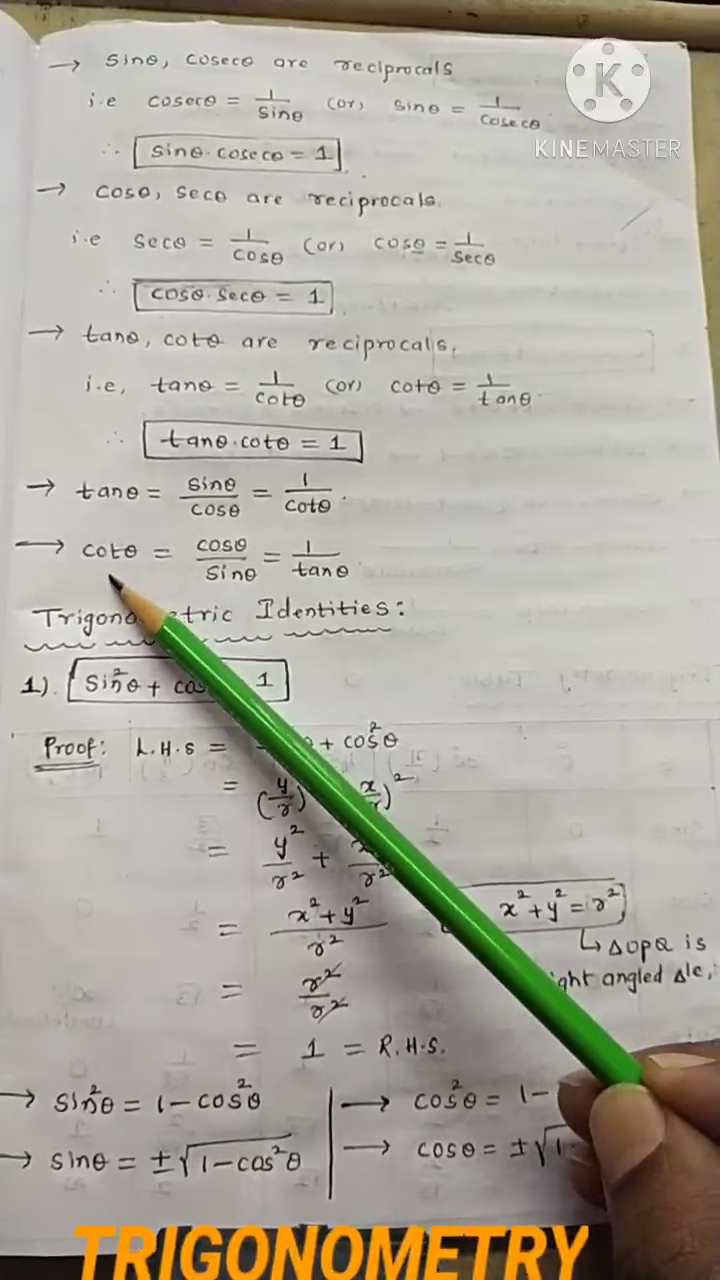 → sinθ, cosecθ are reciprocals
i.e cosecθ = 1/sinθ (or) sinθ = 1/cosecθ
∴ sinθ·cosecθ = 1
→ cosθ, secθ are reciprocals.
i.e secθ = 1/cosθ (or) cosθ = 1/secθ
∴ cosθ·secθ = 1
→ tanθ, cotθ are reciprocals,
i.e, tanθ = 1/cotθ (or) cotθ = 1/tanθ
∴ tanθ·cotθ = 1
→ tanθ = sinθ/cosθ = 1/cotθ.
→ cotθ = cosθ/sinθ = 1/tanθ
Identities:
1). sin²θ + = 1
Proof: L.H.S = + cos²θ
= (y/r)   )²
= y²/r² +
= x²+y²/r²   x²+y² = r²
↳ ΔOPQ is
angled Δle,
= r²/r²
= 1 = R.H.S.
→ sin²θ = 1-cos²θ
→ cos²θ = 1-
→ sinθ = ±√1-cos²θ
→ cosθ = ±√1-
K
KINEMASTER
TRIGONOMETRY